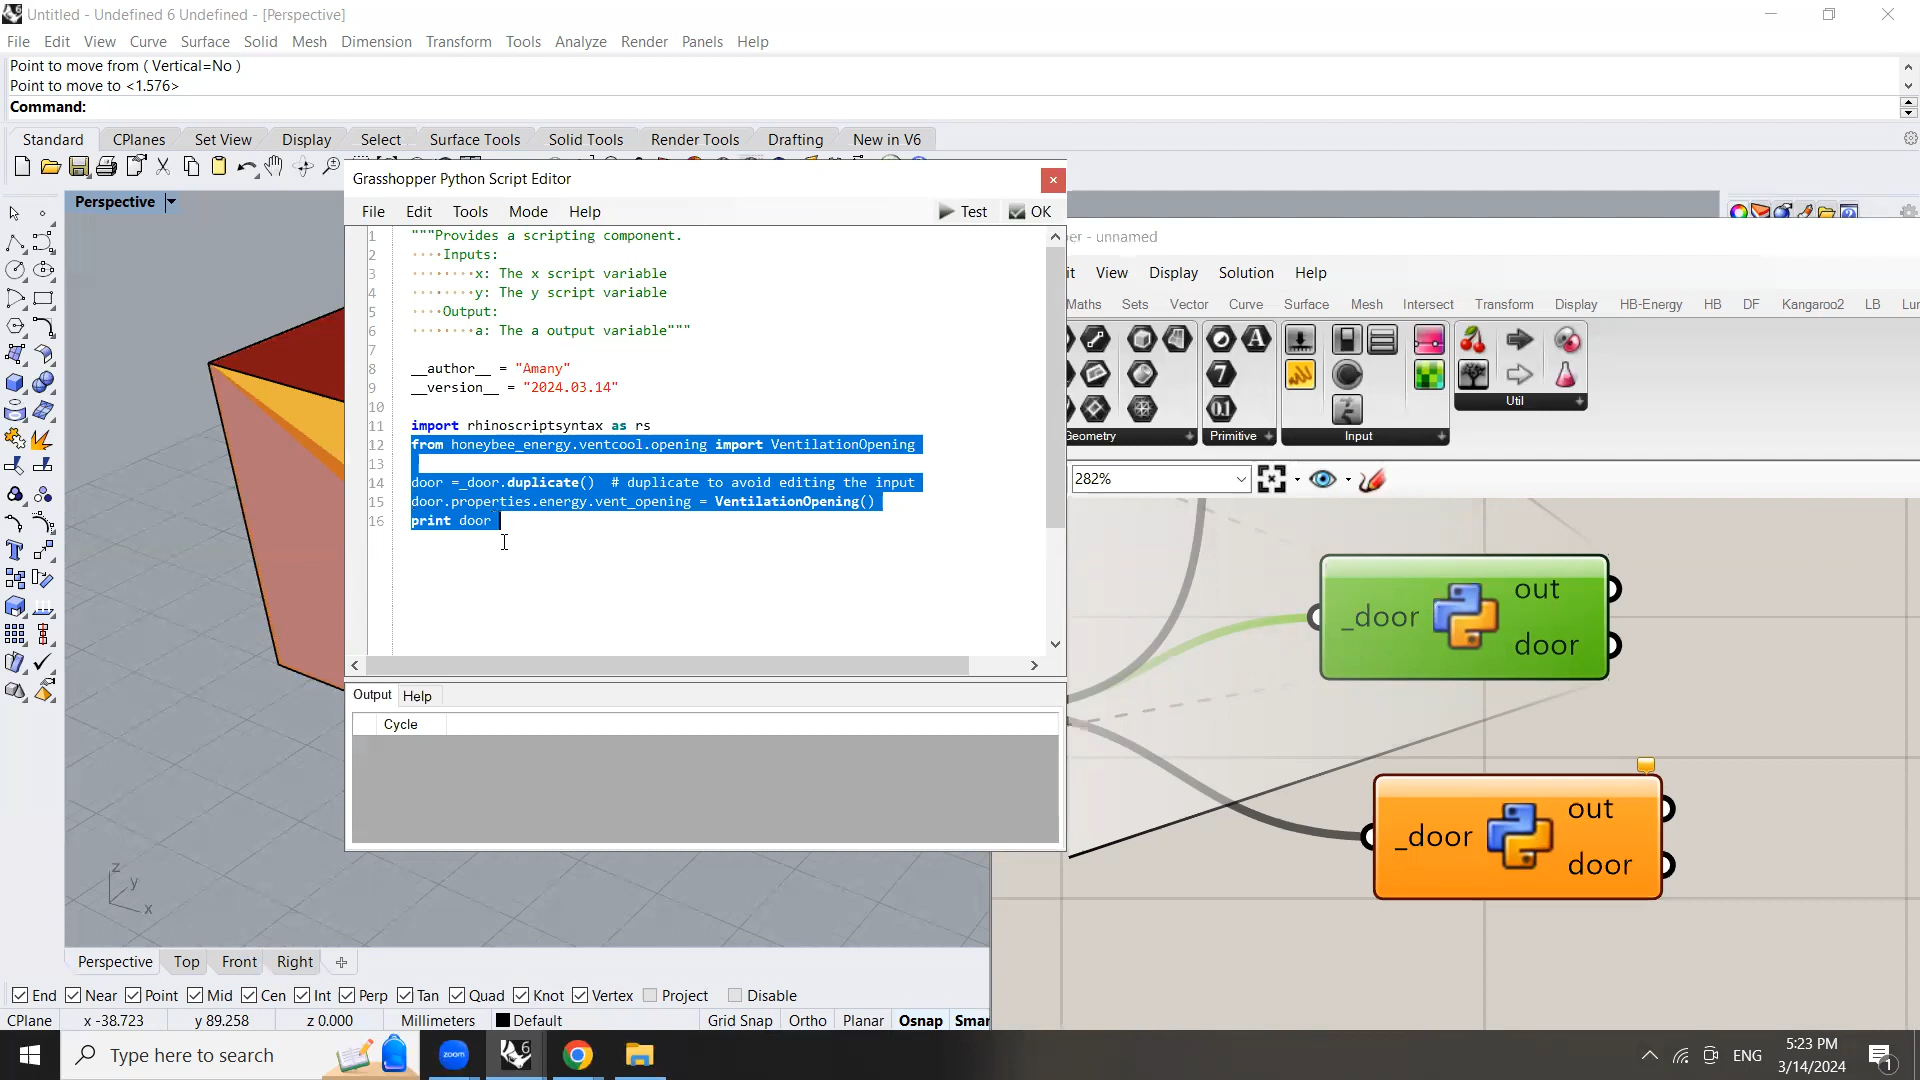 Untitled - Undefined 6 Undefined - [Perspective]
File Edit View Curve Surface Solid Mesh Dimension Transform Tools Analyze Render Panels Help
Point to move from ( Vertical=No )
Point to move to <1.576>
Command:
Standard CPlanes Set View Display Select Surface Tools Solid Tools Render Tools Drafting New in V6
Perspective
Grasshopper Python Script Editor
File Edit Tools Mode Help Test OK
1 """Provides a scripting component.
2 ····Inputs:
3 ········x: The x script variable
4 ········y: The y script variable
5 ····Output:
6 ········a: The a output variable"""
7
8 __author__ = "Amany"
9 __version__ = "2024.03.14"
10
11 import rhinoscriptsyntax as rs
12 from honeybee_energy.ventcool.opening import VentilationOpening
13
14 door =_door.duplicate()  # duplicate to avoid editing the input
15 door.properties.energy.vent_opening = VentilationOpening()
16 print door
Output Help
Cycle
er - unnamed
it View Display Solution Help
Maths Sets Vector Curve Surface Mesh Intersect Transform Display HB-Energy HB DF Kangaroo2 LB Lun
Geometry Primitive Input Util
282%
_door out
door
_door out
door
z
y
x
Perspective Top Front Right
End Near Point Mid Cen Int Perp Tan Quad Knot Vertex Project Disable
CPlane x -38.723 y 89.258 z 0.000 Millimeters Default Grid Snap Ortho Planar Osnap Smar
Type here to search
zoom
6
ENG
5:23 PM
3/14/2024
1